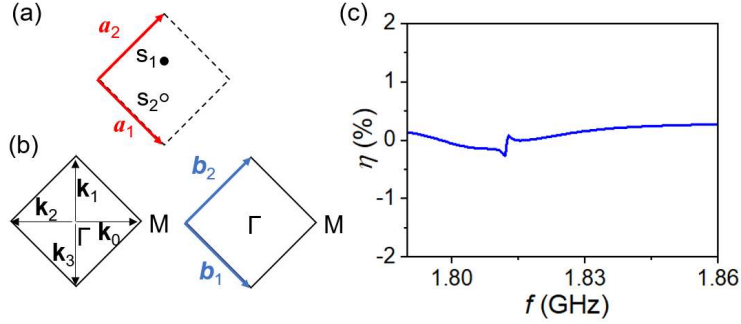 (a)
a₂
s₁
s₂
a₁
(b)
k₁
k₂
Γ
k₀
k₃
M
b₂
Γ
M
b₁
(c)
2
1
0
-1
-2
η (%)
1.80
1.83
1.86
f (GHz)